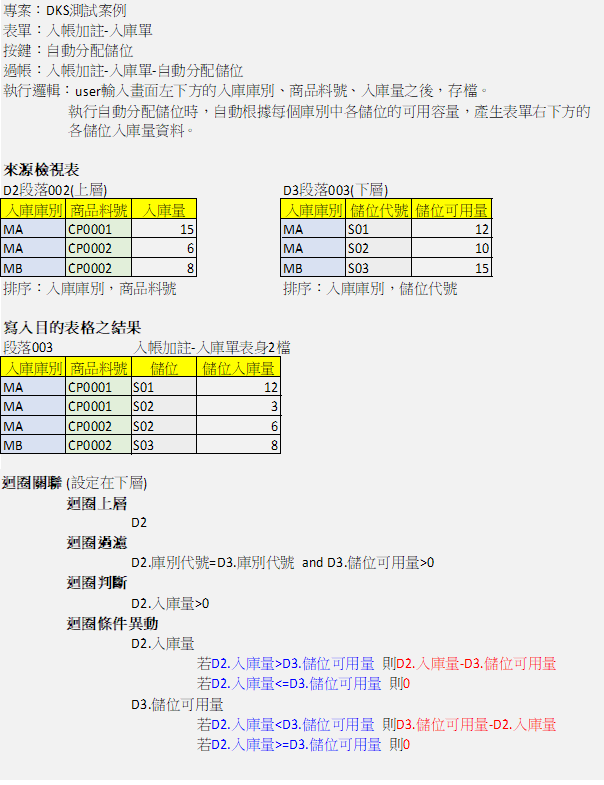 專案：DKS測試案例
表單：入帳加註-入庫單
按鍵：自動分配儲位
過帳：入帳加註-入庫單-自動分配儲位
執行邏輯：user輸入畫面左下方的入庫庫別、商品料號、入庫量之後，存檔。
執行自動分配儲位時，自動根據每個庫別中各儲位的可用容量，產生表單右下方的
各儲位入庫量資料。
來源檢視表
D2段落002(上層)
入庫庫別 商品料號 入庫量
MA CP0001 15
MA CP0002 6
MB CP0002 8
排序：入庫庫別，商品料號
D3段落003(下層)
入庫庫別 儲位代號 儲位可用量
MA S01 12
MA S02 10
MB S03 15
排序：入庫庫別，儲位代號
寫入目的表格之結果
段落003 入帳加註-入庫單表身2檔
入庫庫別 商品料號 儲位 儲位入庫量
MA CP0001 S01 12
MA CP0001 S02 3
MA CP0002 S02 6
MB CP0002 S03 8
迴圈關聯 (設定在下層)
迴圈上層
D2
迴圈過濾
D2.庫別代號=D3.庫別代號 and D3.儲位可用量>0
迴圈判斷
D2.入庫量>0
迴圈條件異動
D2.入庫量
若D2.入庫量>D3.儲位可用量 則D2.入庫量-D3.儲位可用量
若D2.入庫量<=D3.儲位可用量 則0
D3.儲位可用量
若D2.入庫量<D3.儲位可用量 則D3.儲位可用量-D2.入庫量
若D2.入庫量>=D3.儲位可用量 則0